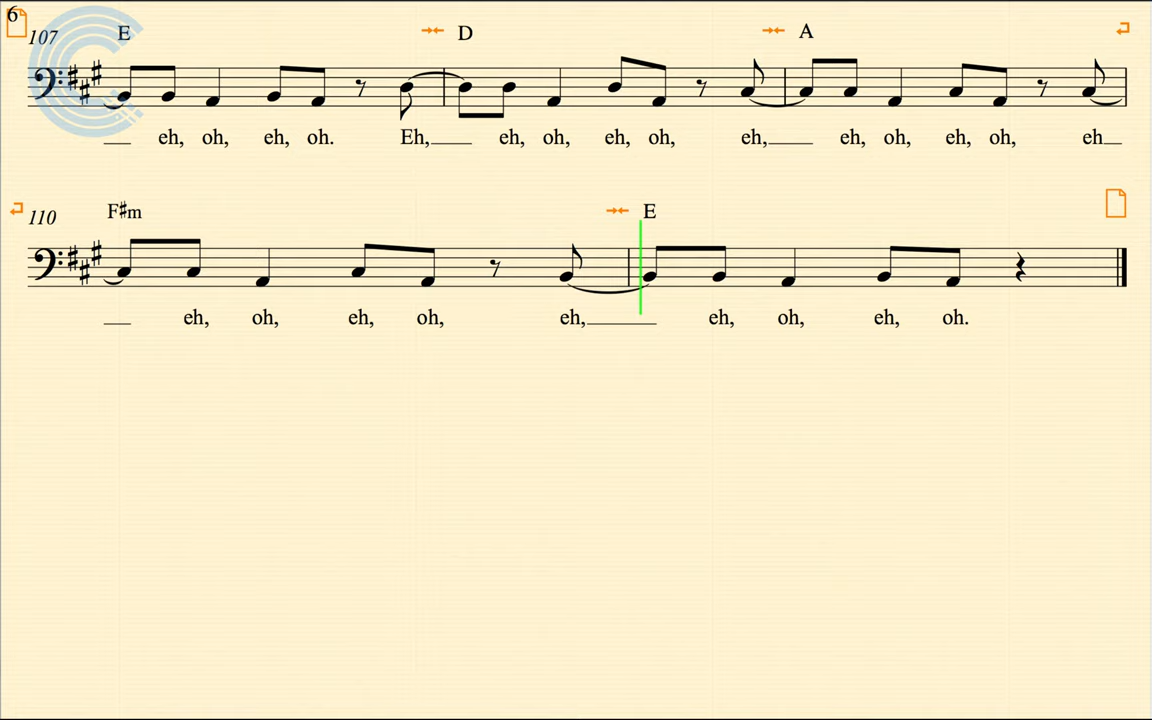 6
107 E D A
eh, oh, eh, oh. Eh, eh, oh, eh, oh, eh, eh, oh, eh, oh, eh
110 F♯m E
eh, oh, eh, oh, eh, eh, oh, eh, oh.